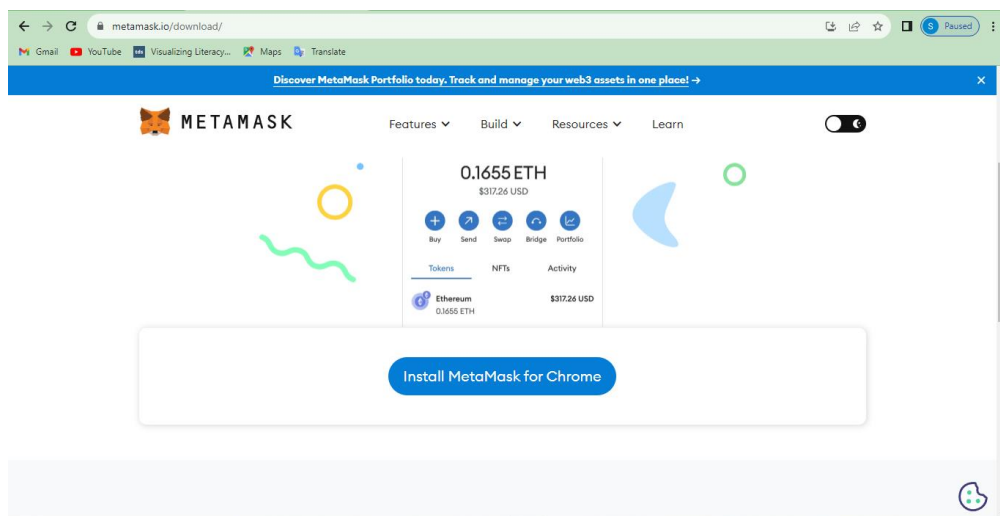 metamask.io/download/
S Paused
Gmail YouTube Visualizing Literacy... Maps Translate
Discover MetaMask Portfolio today. Track and manage your web3 assets in one place! →
METAMASK Features Build Resources Learn
0.1655 ETH
$317.26 USD
Buy Send Swap Bridge Portfolio
Tokens NFTs Activity
Ethereum $317.26 USD
0.1655 ETH
Install MetaMask for Chrome